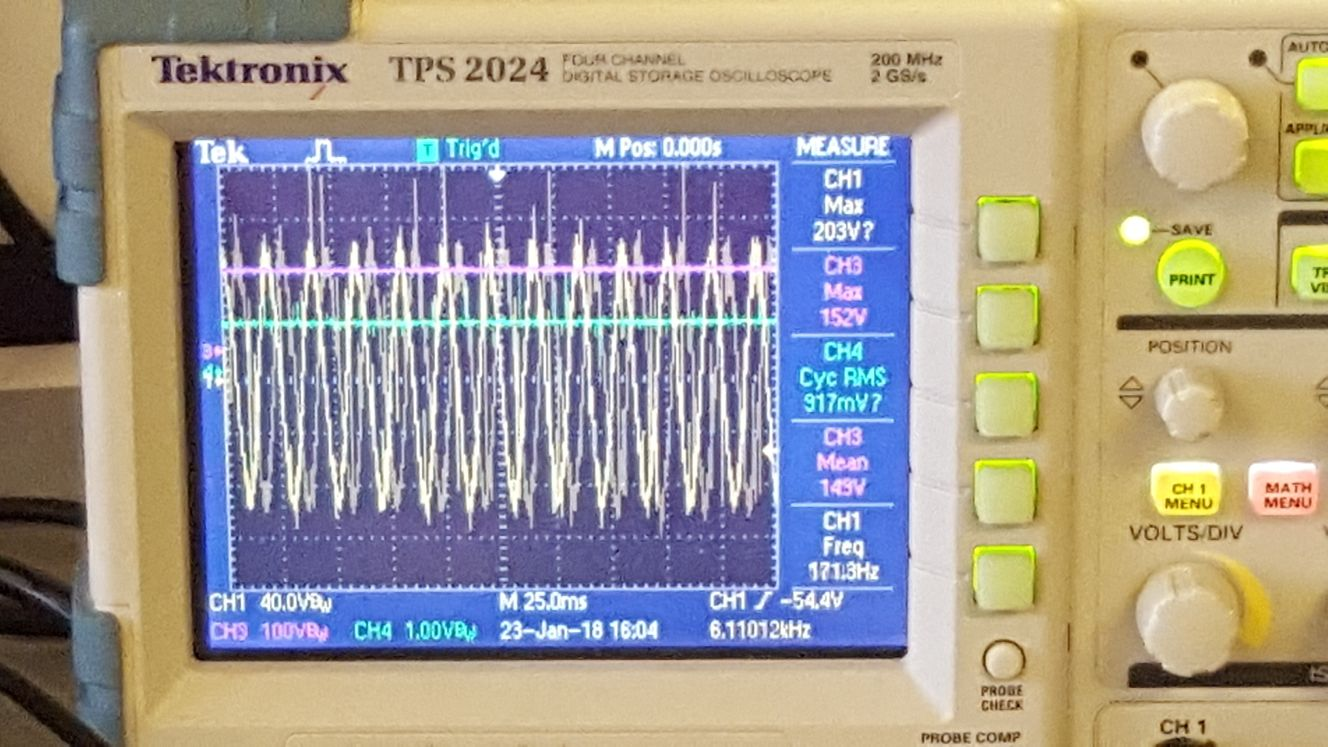 Tektronix TPS 2024 FOUR CHANNEL
DIGITAL STORAGE OSCILLOSCOPE
200 MHz
2 GS/s
Tek
T Trig'd
M Pos: 0.000s
MEASURE
CH1
Max
203V?
CH3
Max
152V
CH4
Cyc RMS
917mV?
CH3
Mean
149V
CH1
Freq
171.3Hz
CH1 40.0VBW
M 25.0ms
CH1 -54.4V
CH3 100VBW
CH4 1.00VBW
23-Jan-18 16:04
6.11012kHz
SAVE
PRINT
POSITION
CH 1
MENU
MATH
MENU
VOLTS/DIV
PROBE
CHECK
PROBE COMP
CH 1